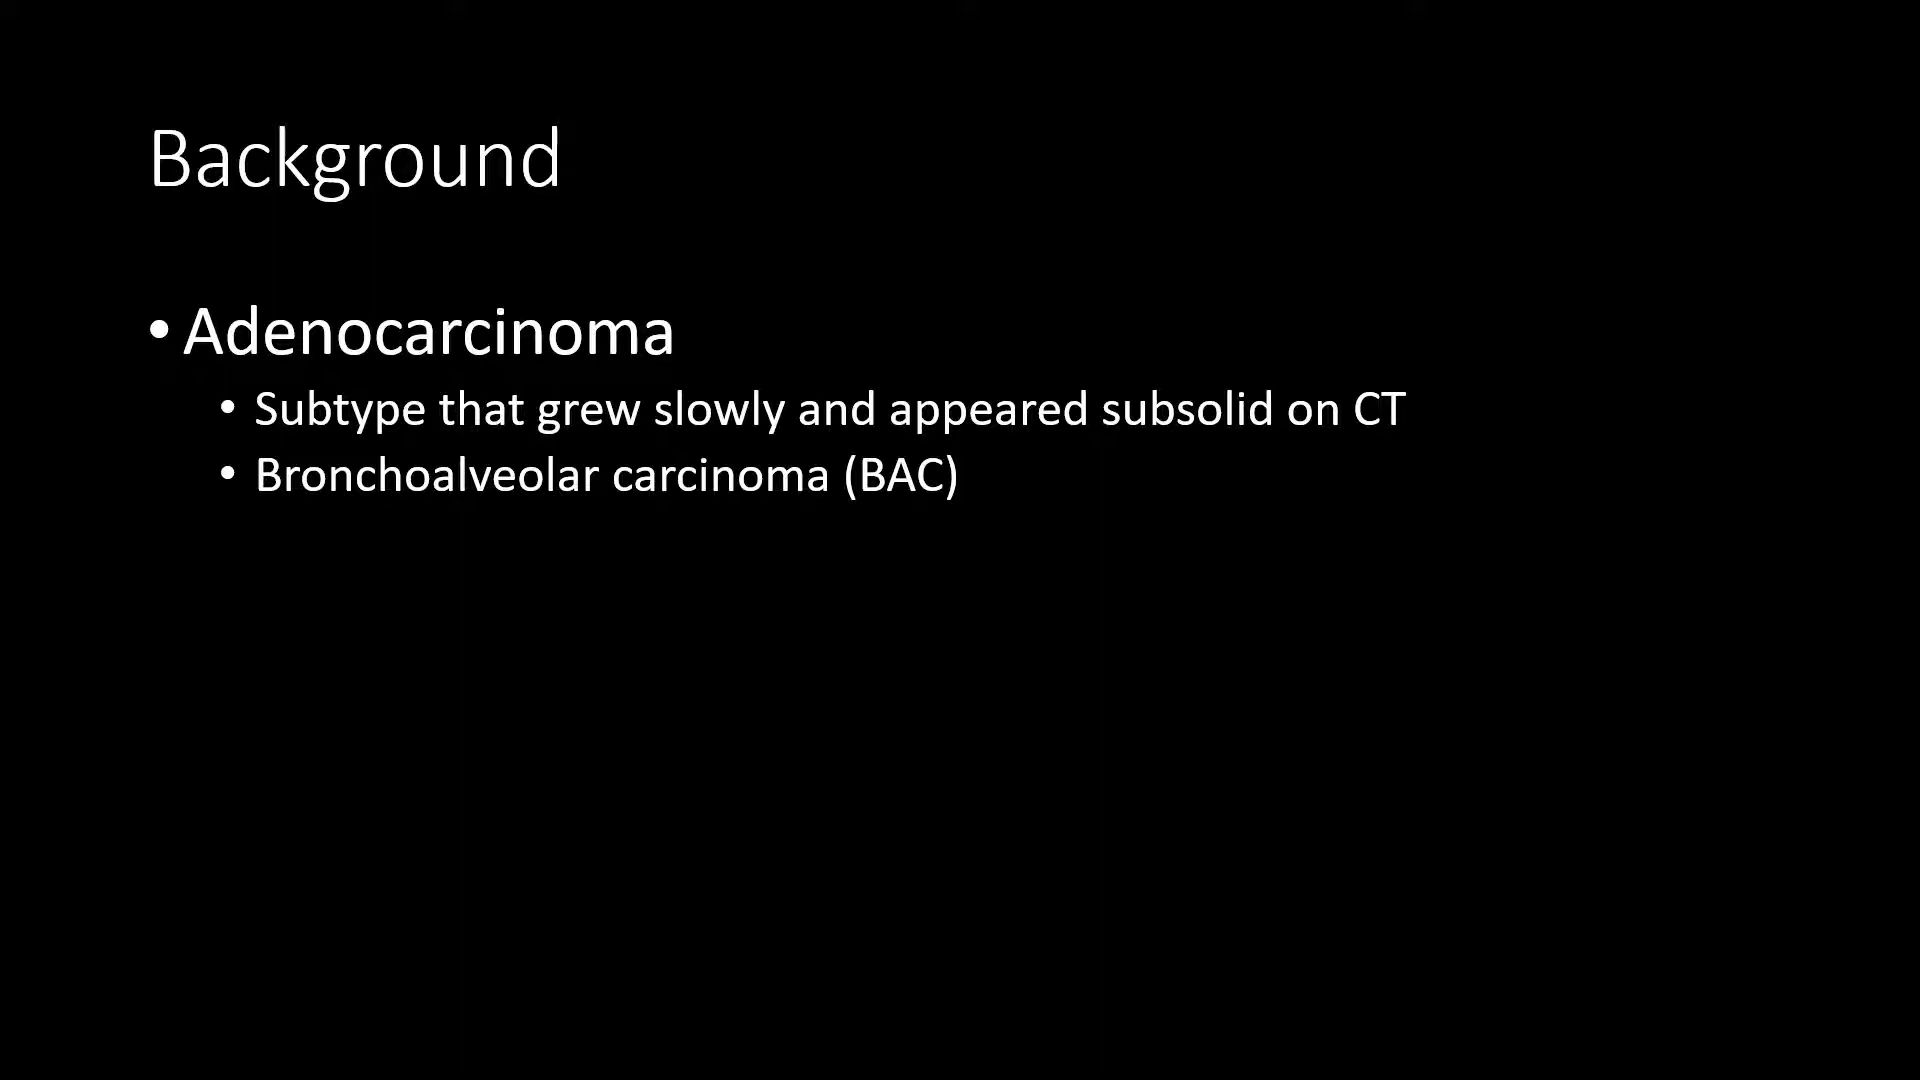 Background
• Adenocarcinoma
• Subtype that grew slowly and appeared subsolid on CT
• Bronchoalveolar carcinoma (BAC)